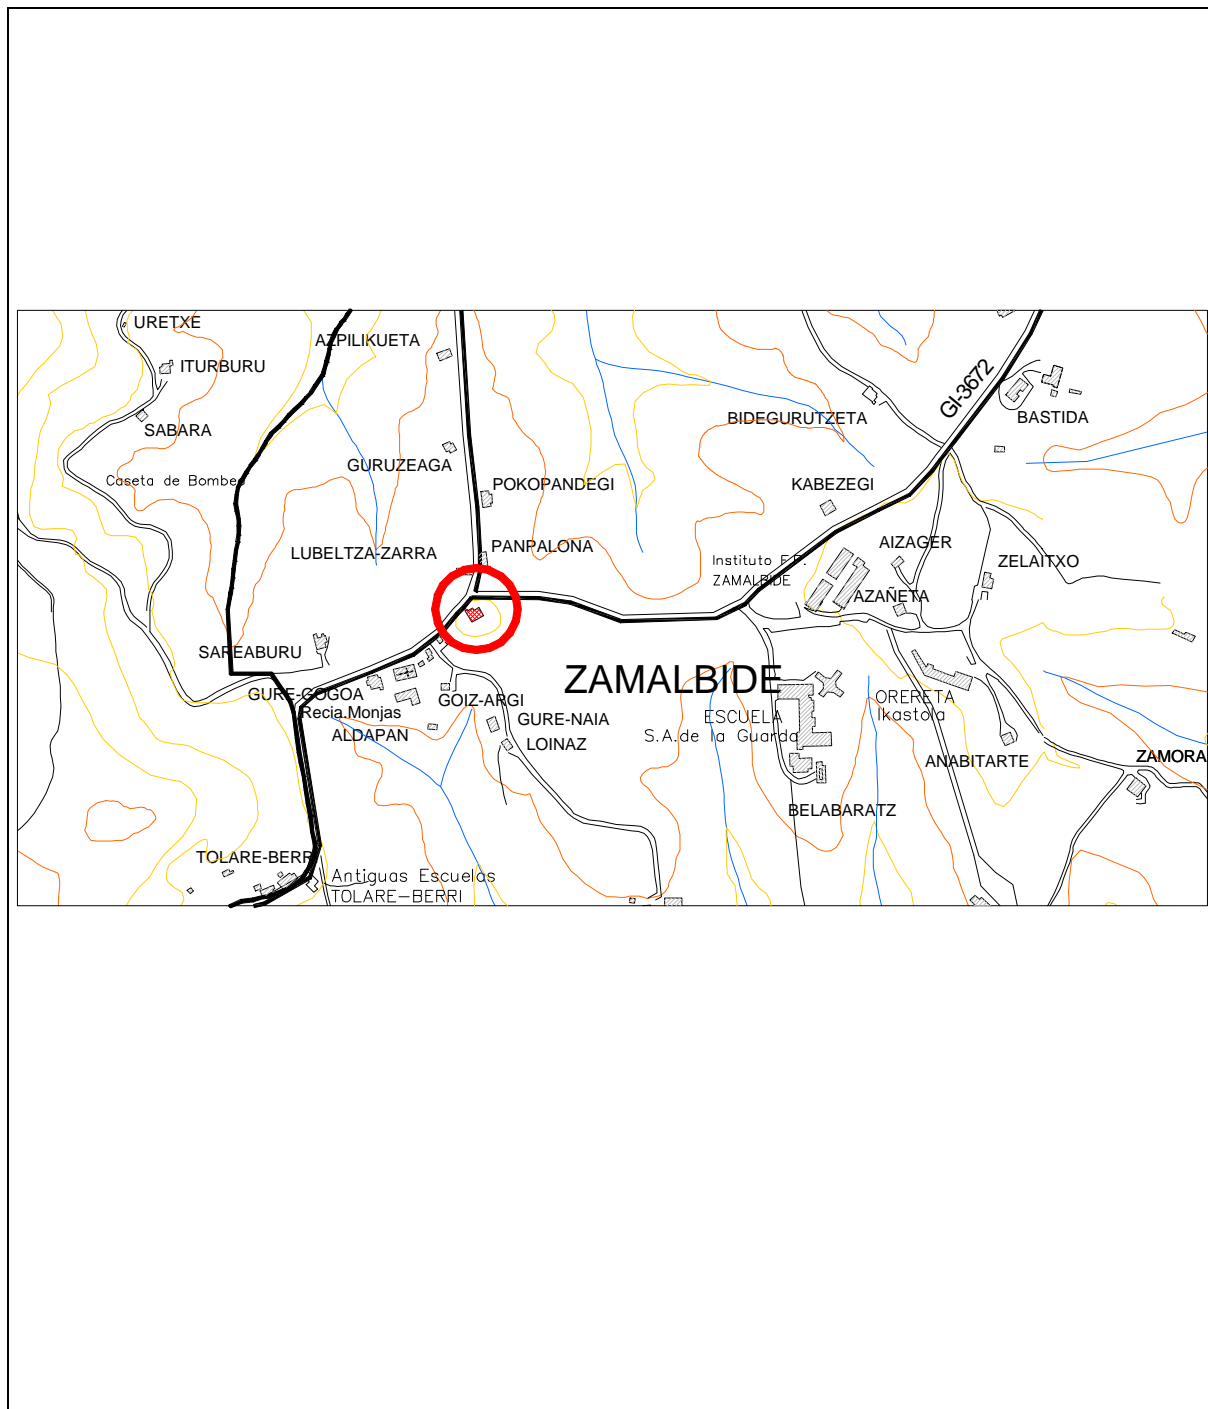 URETXE
AZPILIKUETA
ITURBURU
GI-3672
BIDEGURUTZETA
BASTIDA
SABARA
GURUZEAGA
Caseta de Bombeo
POKOPANDEGI
KABEZEGI
LUBELTZA-ZARRA
PANPALONA
AIZAGER
Instituto F.P.
ZAMALBIDE
ZELAITXO
AZAÑETA
SAREABURU
ZAMALBIDE
GURE-GOGOA
Recia.Monjas
GOIZ-ARGI
ORERETA
Ikastola
ESCUELA
S.A.de la Guarda
GURE-NAIA
ALDAPAN
LOINAZ
ANABITARTE
ZAMORA
BELABARATZ
TOLARE-BERRI
Antiguas Escuelas
TOLARE-BERRI